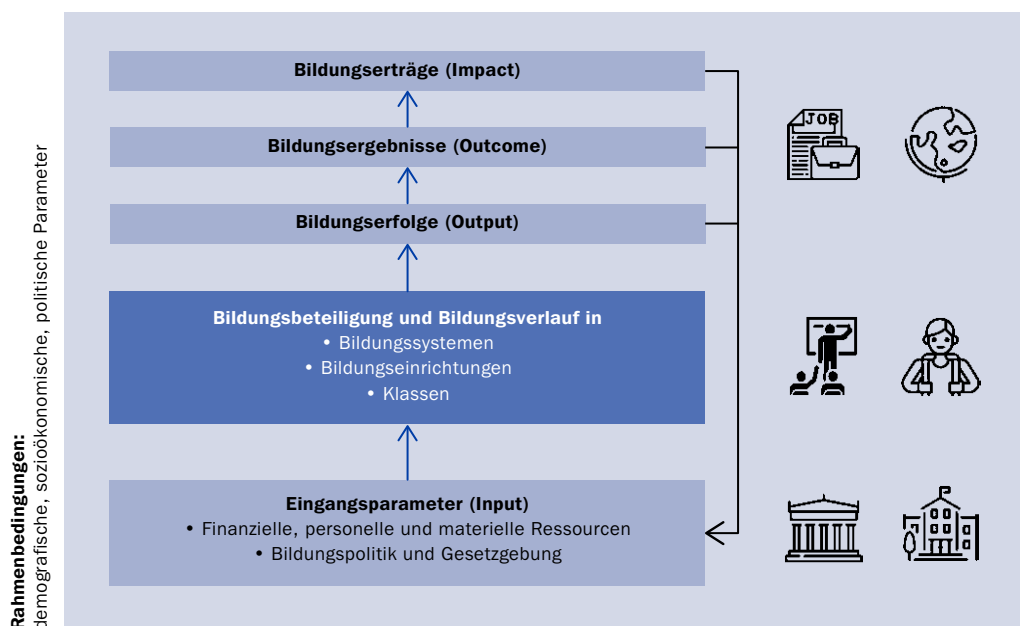 Rahmenbedingungen:
demografische, sozioökonomische, politische Parameter
Bildungserträge (Impact)
Bildungsergebnisse (Outcome)
Bildungserfolge (Output)
Bildungsbeteiligung und Bildungsverlauf in
• Bildungssystemen
• Bildungseinrichtungen
• Klassen
Eingangsparameter (Input)
• Finanzielle, personelle und materielle Ressourcen
• Bildungspolitik und Gesetzgebung
JOB